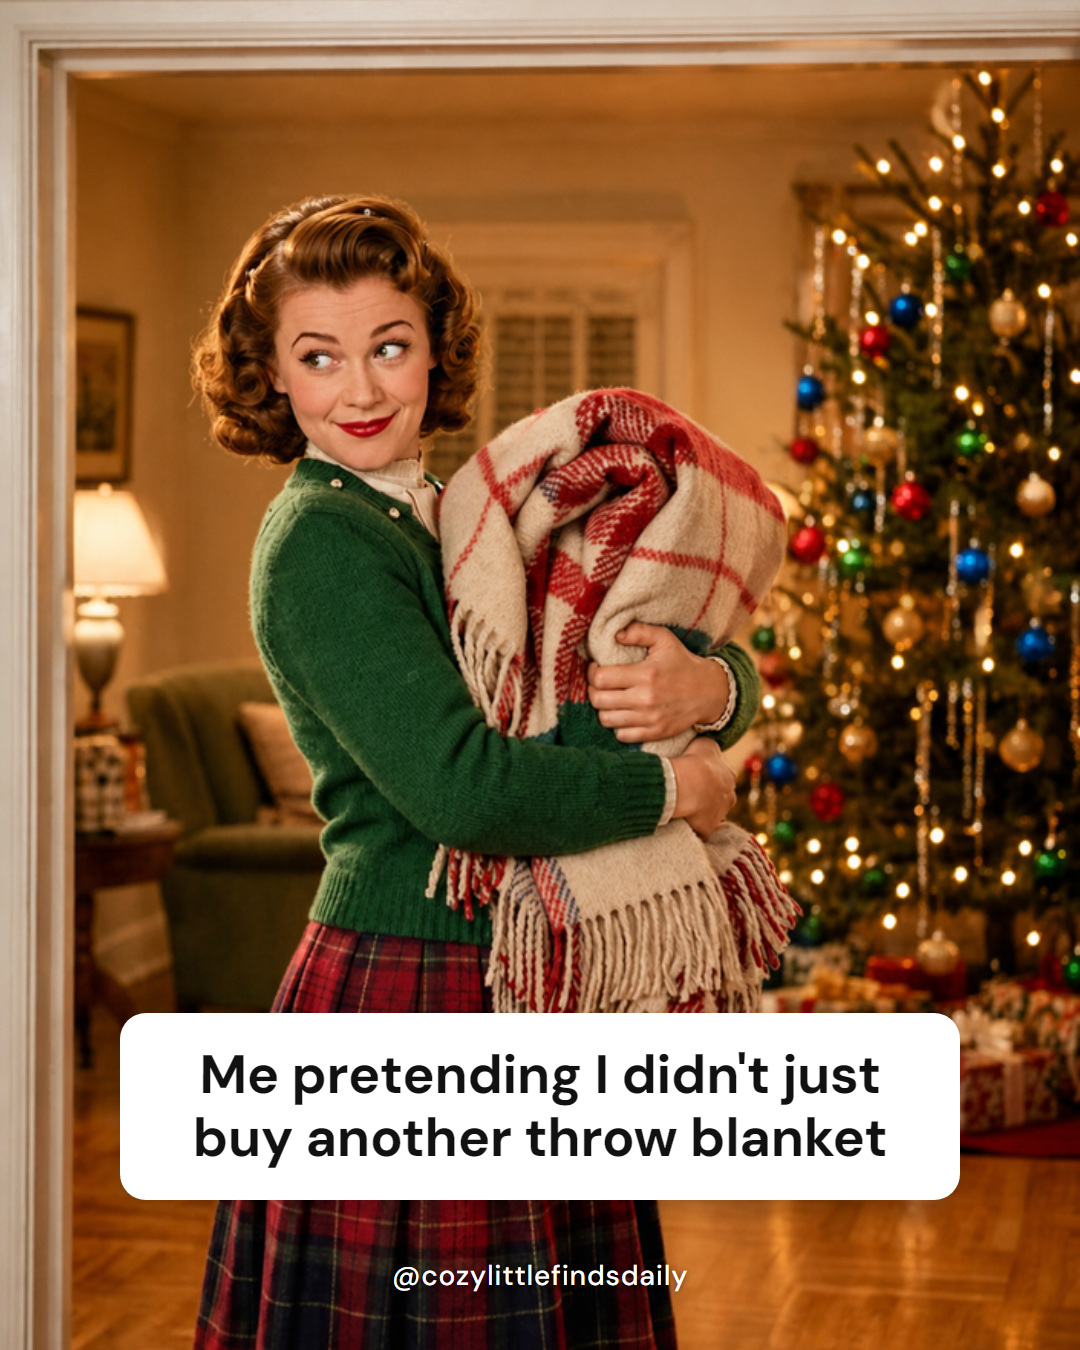 Me pretending I didn't just
buy another throw blanket
@cozylittlefindsdaily